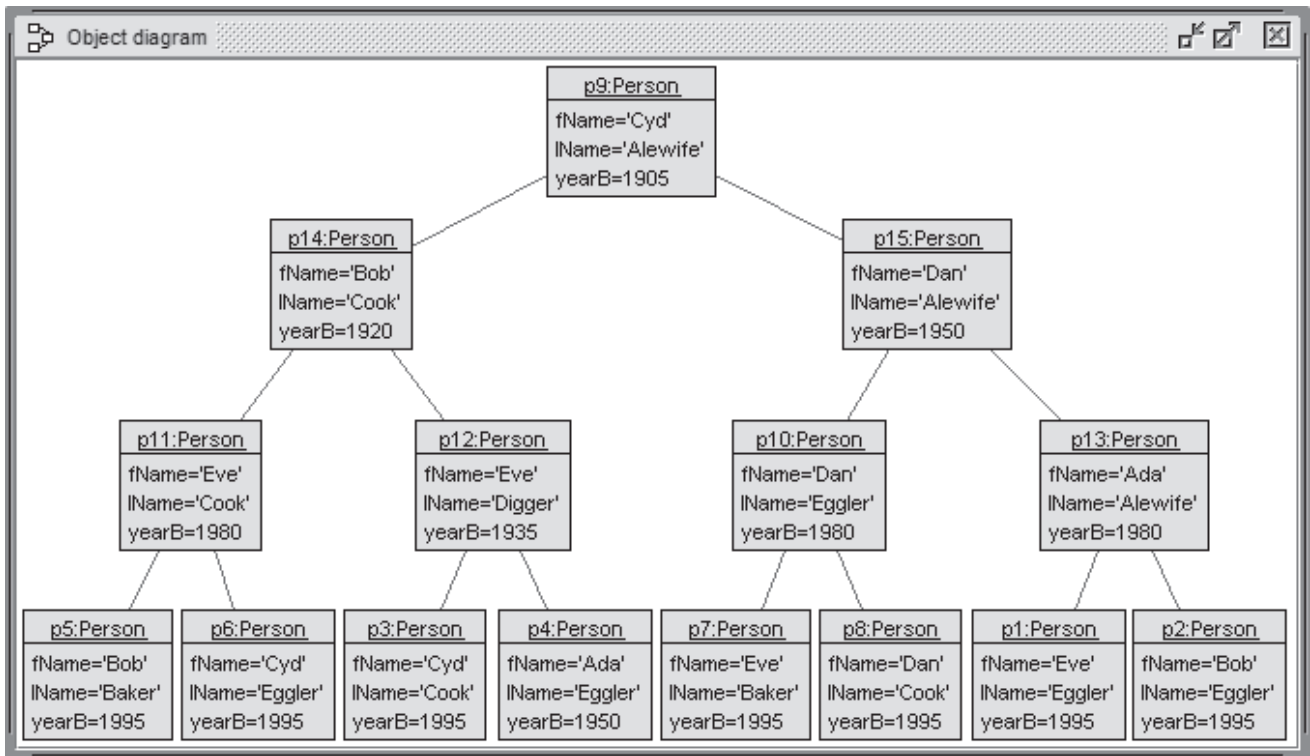 Object diagram
p9:Person
fName='Cyd'
lName='Alewife'
yearB=1905
p14:Person
fName='Bob'
lName='Cook'
yearB=1920
p15:Person
fName='Dan'
lName='Alewife'
yearB=1950
p11:Person
fName='Eve'
lName='Cook'
yearB=1980
p12:Person
fName='Eve'
lName='Digger'
yearB=1935
p10:Person
fName='Dan'
lName='Eggler'
yearB=1980
p13:Person
fName='Ada'
lName='Alewife'
yearB=1980
p5:Person
fName='Bob'
lName='Baker'
yearB=1995
p6:Person
fName='Cyd'
lName='Eggler'
yearB=1995
p3:Person
fName='Cyd'
lName='Cook'
yearB=1995
p4:Person
fName='Ada'
lName='Eggler'
yearB=1950
p7:Person
fName='Eve'
lName='Baker'
yearB=1995
p8:Person
fName='Dan'
lName='Cook'
yearB=1995
p1:Person
fName='Eve'
lName='Eggler'
yearB=1995
p2:Person
fName='Bob'
lName='Eggler'
yearB=1995